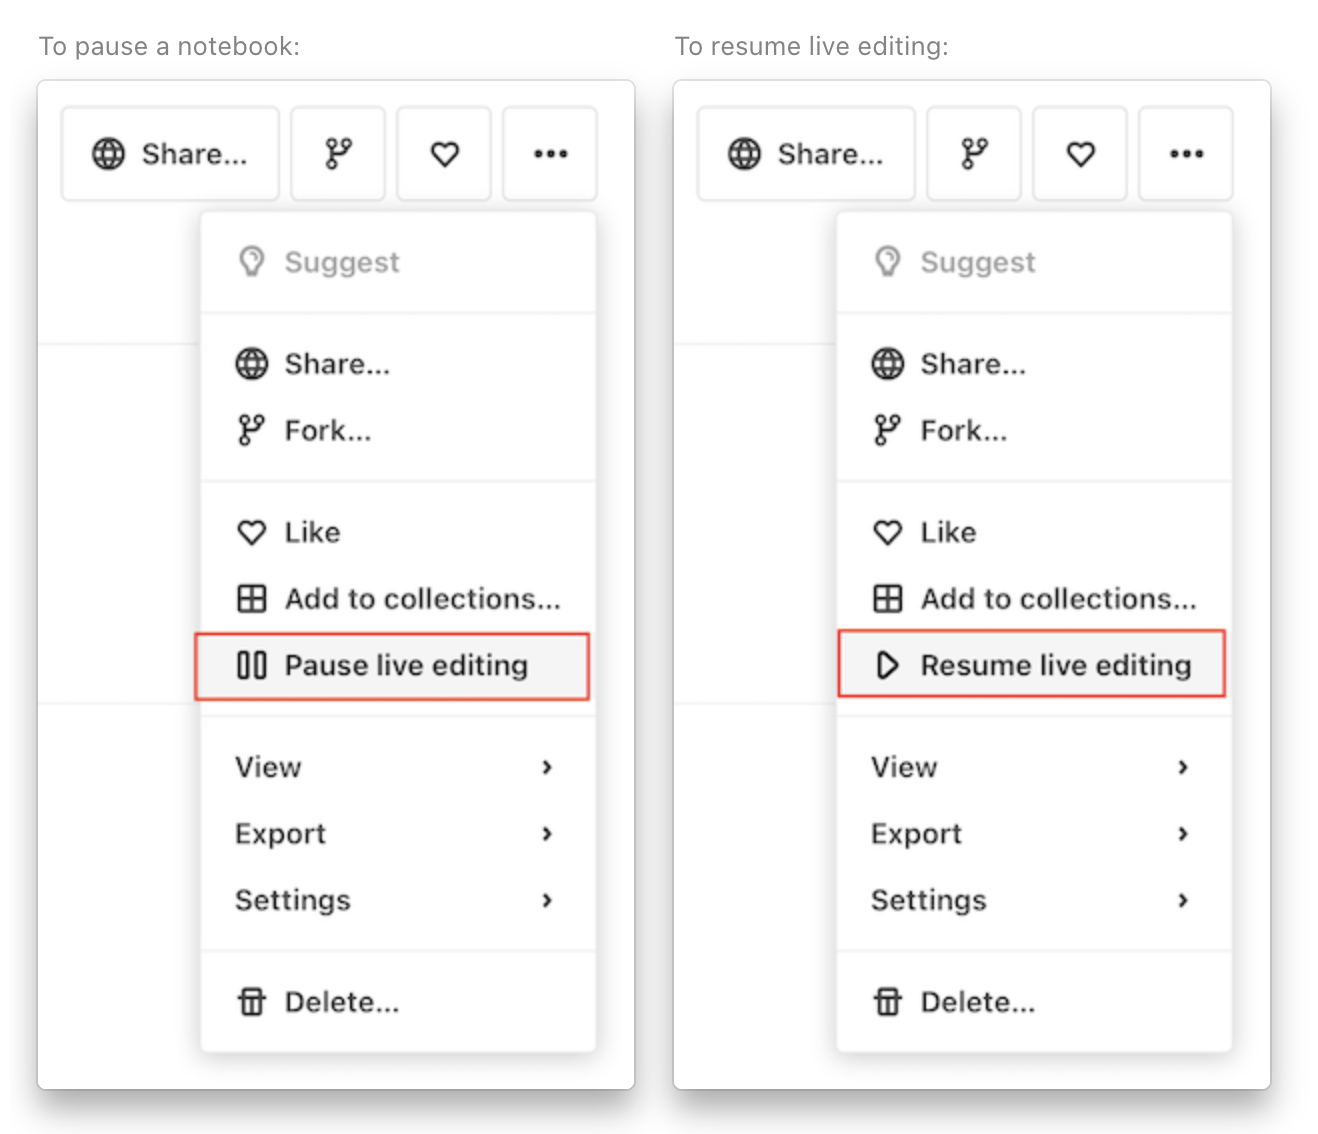 To pause a notebook:
Share...
Suggest
Share...
Fork...
Like
Add to collections...
Pause live editing
View
Export
Settings
Delete...
To resume live editing:
Share...
Suggest
Share...
Fork...
Like
Add to collections...
Resume live editing
View
Export
Settings
Delete...